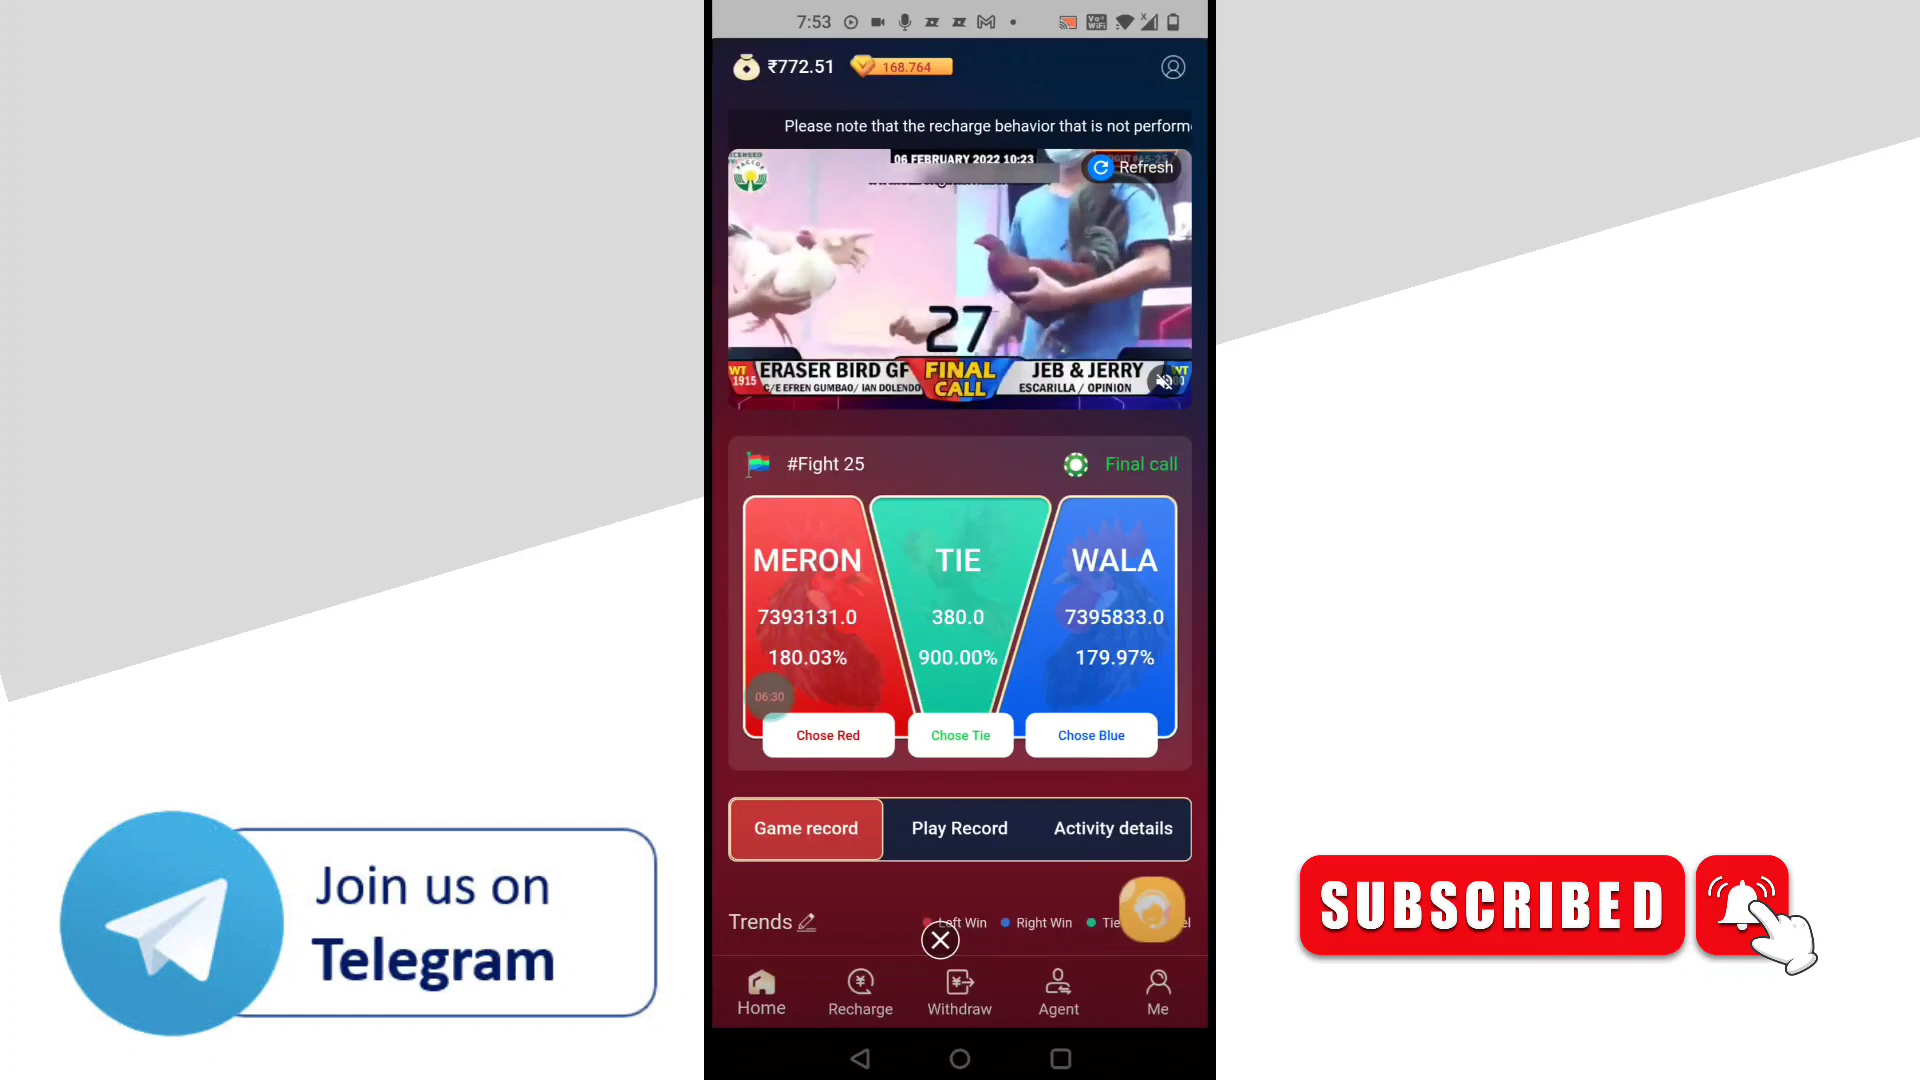 7:53
₹772.51
168.764
Please note that the recharge behavior that is not perform
LICENSED
PAGCOR
06 FEBRUARY 2022 10:23
Refresh
27
WT
1915
ERASER BIRD GF
C/E EFREN GUMBAO/ IAN DOLENDO
FINAL
CALL
JEB & JERRY
ESCARILLA / OPINION
WT
#Fight 25
Final call
MERON
7393131.0
180.03%
TIE
380.0
900.00%
WALA
7395833.0
179.97%
06:30
Chose Red
Chose Tie
Chose Blue
Game record
Play Record
Activity details
Trends
Left Win
Right Win
Tie
el
Home
Recharge
Withdraw
Agent
Me
Join us on
Telegram
SUBSCRIBED